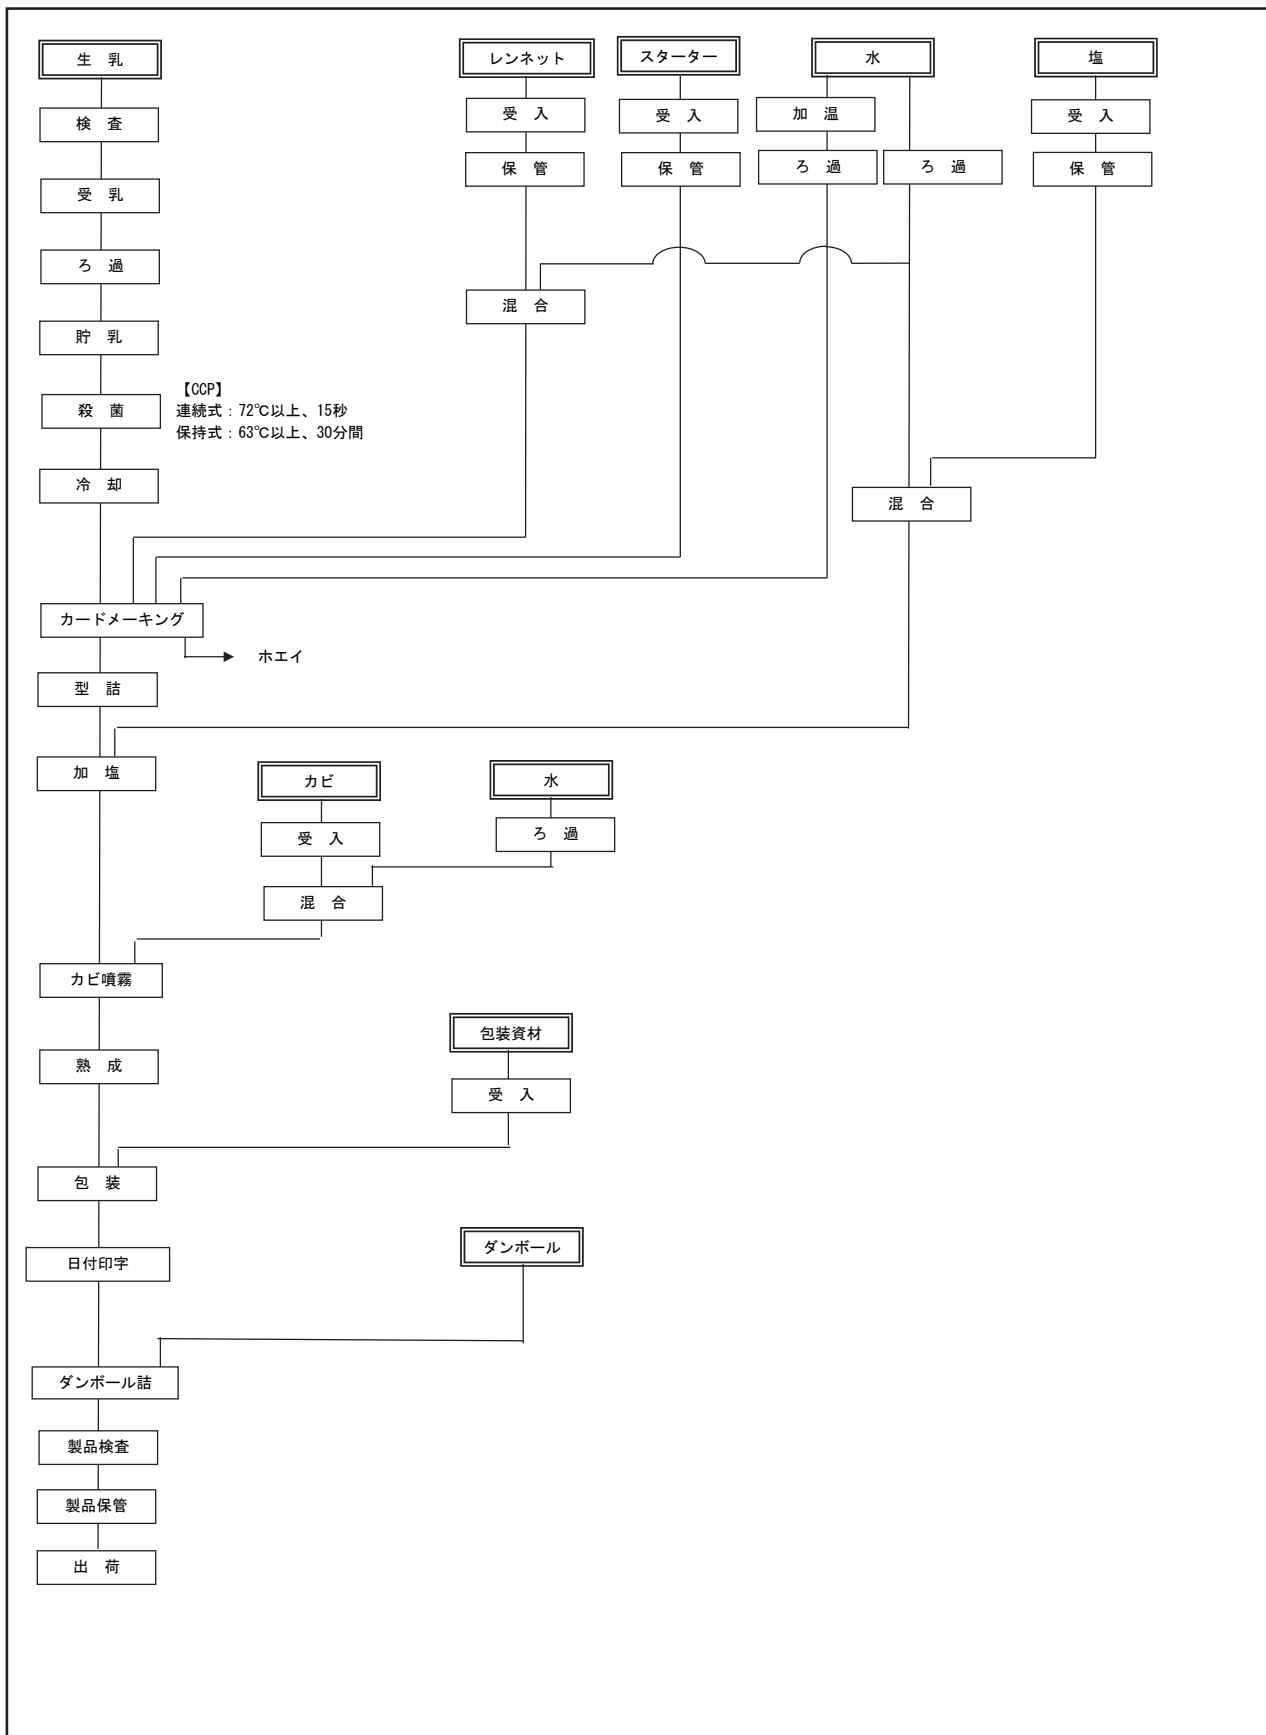 生 乳
レンネット
スターター
水
塩
検 査
受 入
受 入
加 温
受 入
保 管
保 管
ろ 過
ろ 過
保 管
受 乳
ろ 過
混 合
貯 乳
殺 菌
【CCP】
連続式：72℃以上、15秒
保持式：63℃以上、30分間
冷 却
混 合
カードメーキング
ホエイ
型 詰
加 塩
カビ
水
受 入
ろ 過
混 合
カビ噴霧
包装資材
熟 成
受 入
包 装
日付印字
ダンボール
ダンボール詰
製品検査
製品保管
出 荷